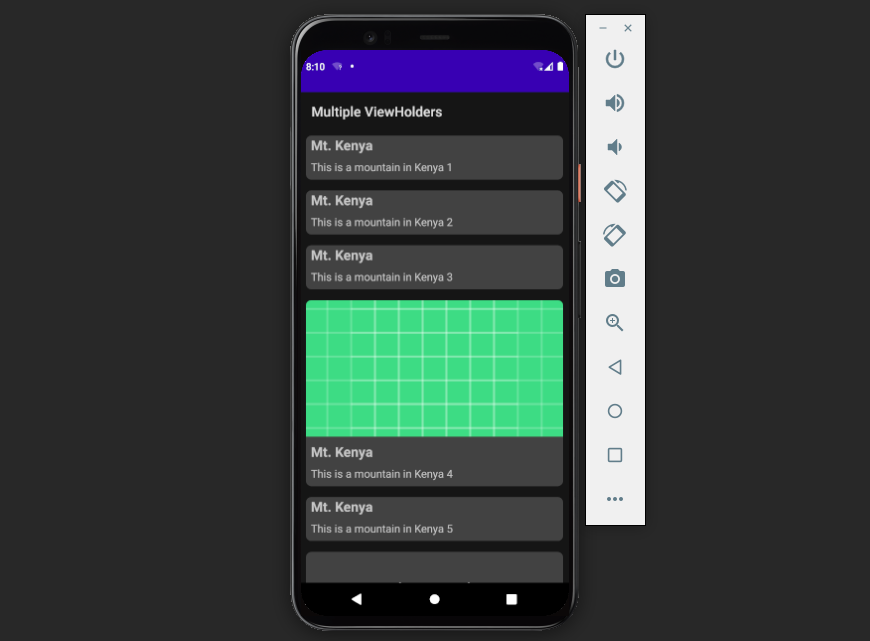 8:10
Multiple ViewHolders
Mt. Kenya
This is a mountain in Kenya 1
Mt. Kenya
This is a mountain in Kenya 2
Mt. Kenya
This is a mountain in Kenya 3
Mt. Kenya
This is a mountain in Kenya 4
Mt. Kenya
This is a mountain in Kenya 5